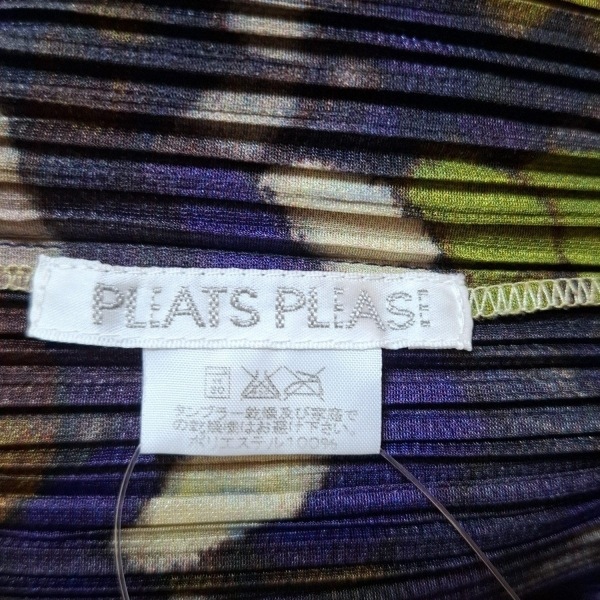 PLEATS PLEASE
タンブラー乾燥及び家庭で
の乾燥機はお避け下さい。
ポリエステル100%